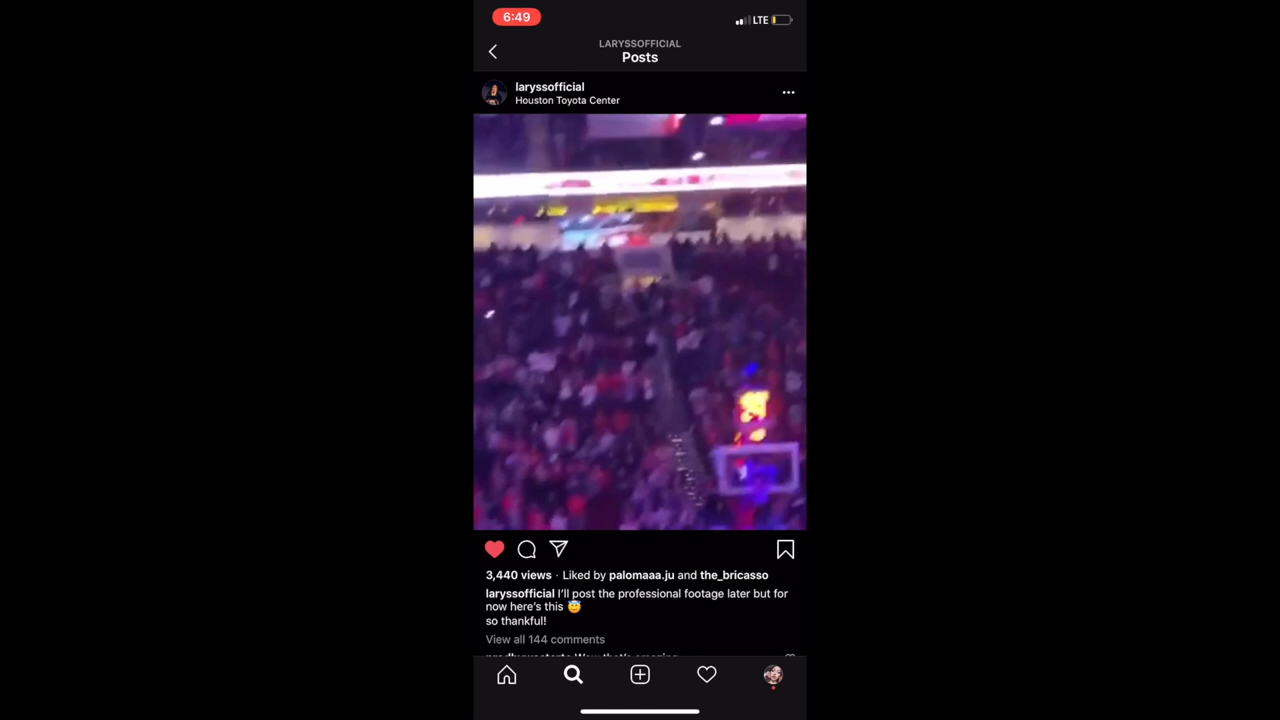 6:49
LTE
LARYSSOFFICIAL
Posts
laryssofficial
Houston Toyota Center
3,440 views · Liked by palomaaa.ju and the_bricasso
laryssofficial I'll post the professional footage later but for
now here's this 😇
so thankful!
View all 144 comments